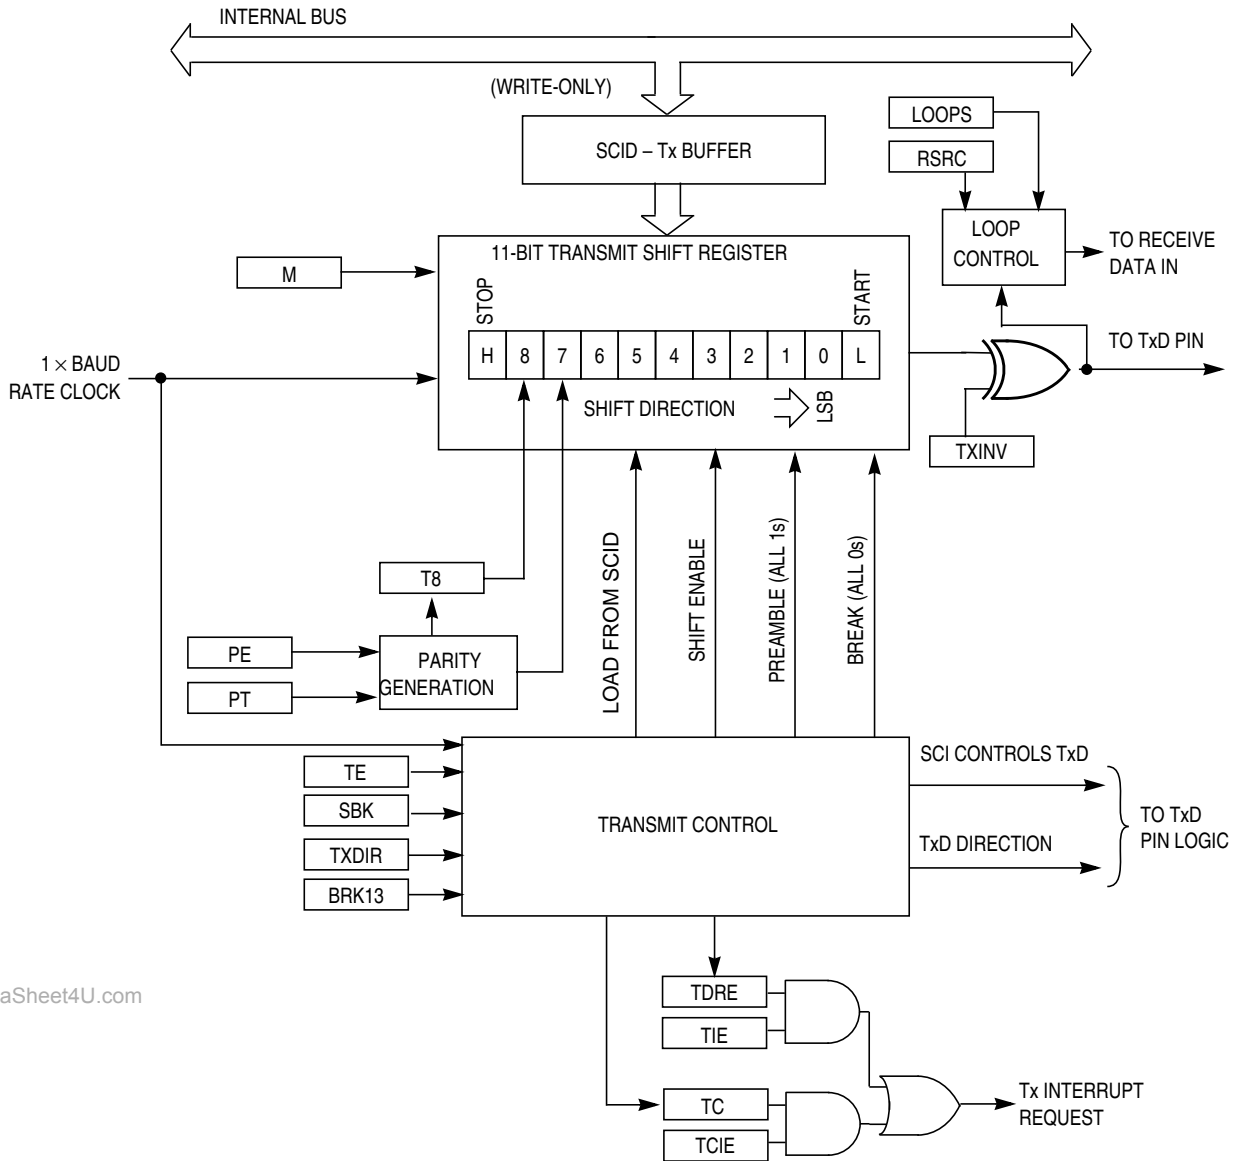 INTERNAL BUS
(WRITE-ONLY)
SCID – Tx BUFFER
LOOPS
RSRC
LOOP
CONTROL
TO RECEIVE
DATA IN
11-BIT TRANSMIT SHIFT REGISTER
M
STOP
START
H 8 7 6 5 4 3 2 1 0 L
1 × BAUD
RATE CLOCK
SHIFT DIRECTION
LSB
TO TxD PIN
TXINV
T8
PE
PT
PARITY
GENERATION
LOAD FROM SCID
SHIFT ENABLE
PREAMBLE (ALL 1s)
BREAK (ALL 0s)
TE
SBK
TXDIR
BRK13
TRANSMIT CONTROL
SCI CONTROLS TxD
TxD DIRECTION
TO TxD
PIN LOGIC
aSheet4U.com
TDRE
TIE
TC
TCIE
Tx INTERRUPT
REQUEST